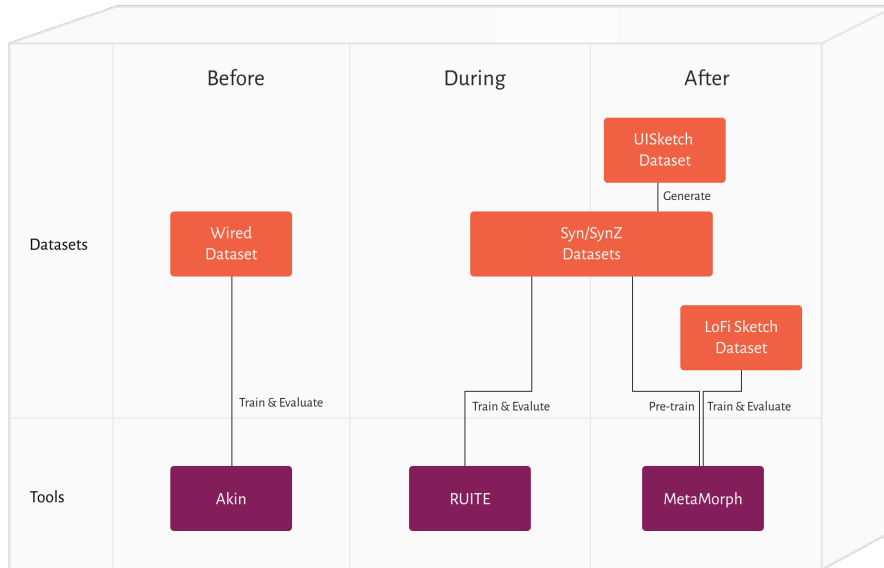 Before
During
After
UISketch
Dataset
Generate
Datasets
Wired
Dataset
Syn/SynZ
Datasets
LoFi Sketch
Dataset
Train & Evaluate
Train & Evalute
Pre-train
Train & Evaluate
Tools
Akin
RUITE
MetaMorph